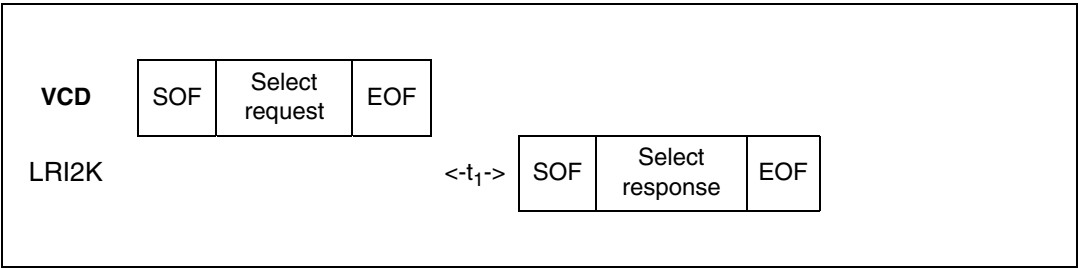 VCD SOF Select request EOF
LRI2K <-t₁-> SOF Select response EOF